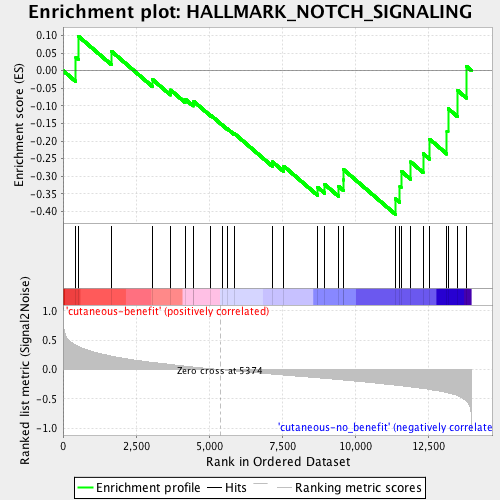 Enrichment plot: HALLMARK_NOTCH_SIGNALING
Enrichment score (ES)
0.10
0.05
0.00
-0.05
-0.10
-0.15
-0.20
-0.25
-0.30
-0.35
-0.40
'cutaneous-benefit' (positively correlated)
Ranked list metric (Signal2Noise)
1.0
0.5
0.0
-0.5
-1.0
Zero cross at 5374
'cutaneous-no_benefit' (negatively correlate
0
2,500
5,000
7,500
10,000
12,500
Rank in Ordered Dataset
Enrichment profile
Hits
Ranking metric scores